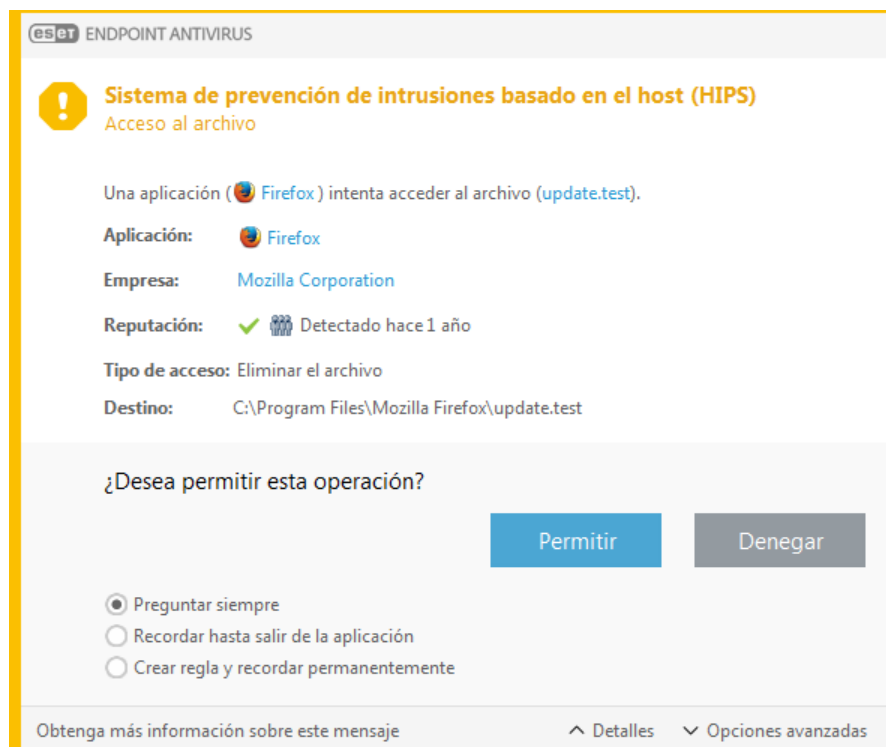 eset ENDPOINT ANTIVIRUS
Sistema de prevención de intrusiones basado en el host (HIPS)
Acceso al archivo
Una aplicación ( Firefox ) intenta acceder al archivo (update.test).
Aplicación: Firefox
Empresa: Mozilla Corporation
Reputación: Detectado hace 1 año
Tipo de acceso: Eliminar el archivo
Destino: C:\Program Files\Mozilla Firefox\update.test
¿Desea permitir esta operación?
Permitir Denegar
Preguntar siempre
Recordar hasta salir de la aplicación
Crear regla y recordar permanentemente
Obtenga más información sobre este mensaje Detalles Opciones avanzadas